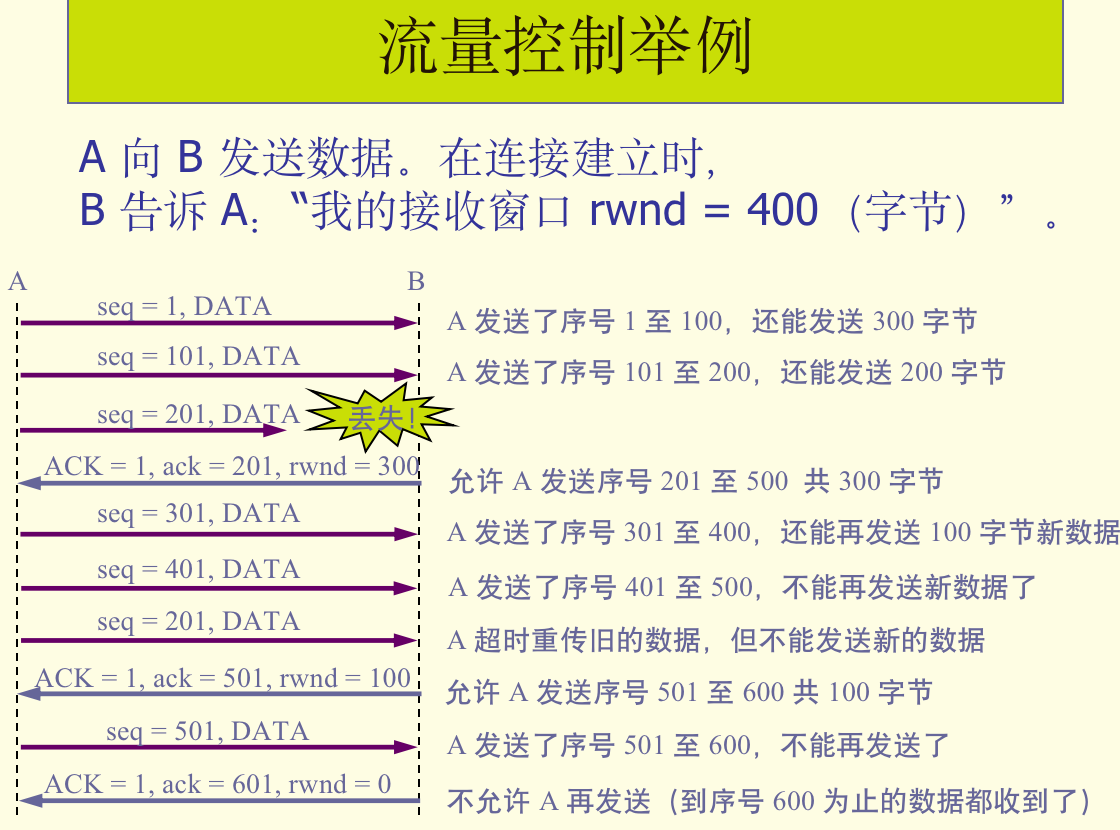 流量控制举例
A 向 B 发送数据。在连接建立时，
B 告诉 A：“我的接收窗口 rwnd = 400（字节）”。
A B
seq = 1, DATA
A 发送了序号 1 至 100，还能发送 300 字节
seq = 101, DATA
A 发送了序号 101 至 200，还能发送 200 字节
seq = 201, DATA
丢失！
ACK = 1, ack = 201, rwnd = 300
允许 A 发送序号 201 至 500 共 300 字节
seq = 301, DATA
A 发送了序号 301 至 400，还能再发送 100 字节新数据
seq = 401, DATA
A 发送了序号 401 至 500，不能再发送新数据了
seq = 201, DATA
A 超时重传旧的数据，但不能发送新的数据
ACK = 1, ack = 501, rwnd = 100
允许 A 发送序号 501 至 600 共 100 字节
seq = 501, DATA
A 发送了序号 501 至 600，不能再发送了
ACK = 1, ack = 601, rwnd = 0
不允许 A 再发送（到序号 600 为止的数据都收到了）